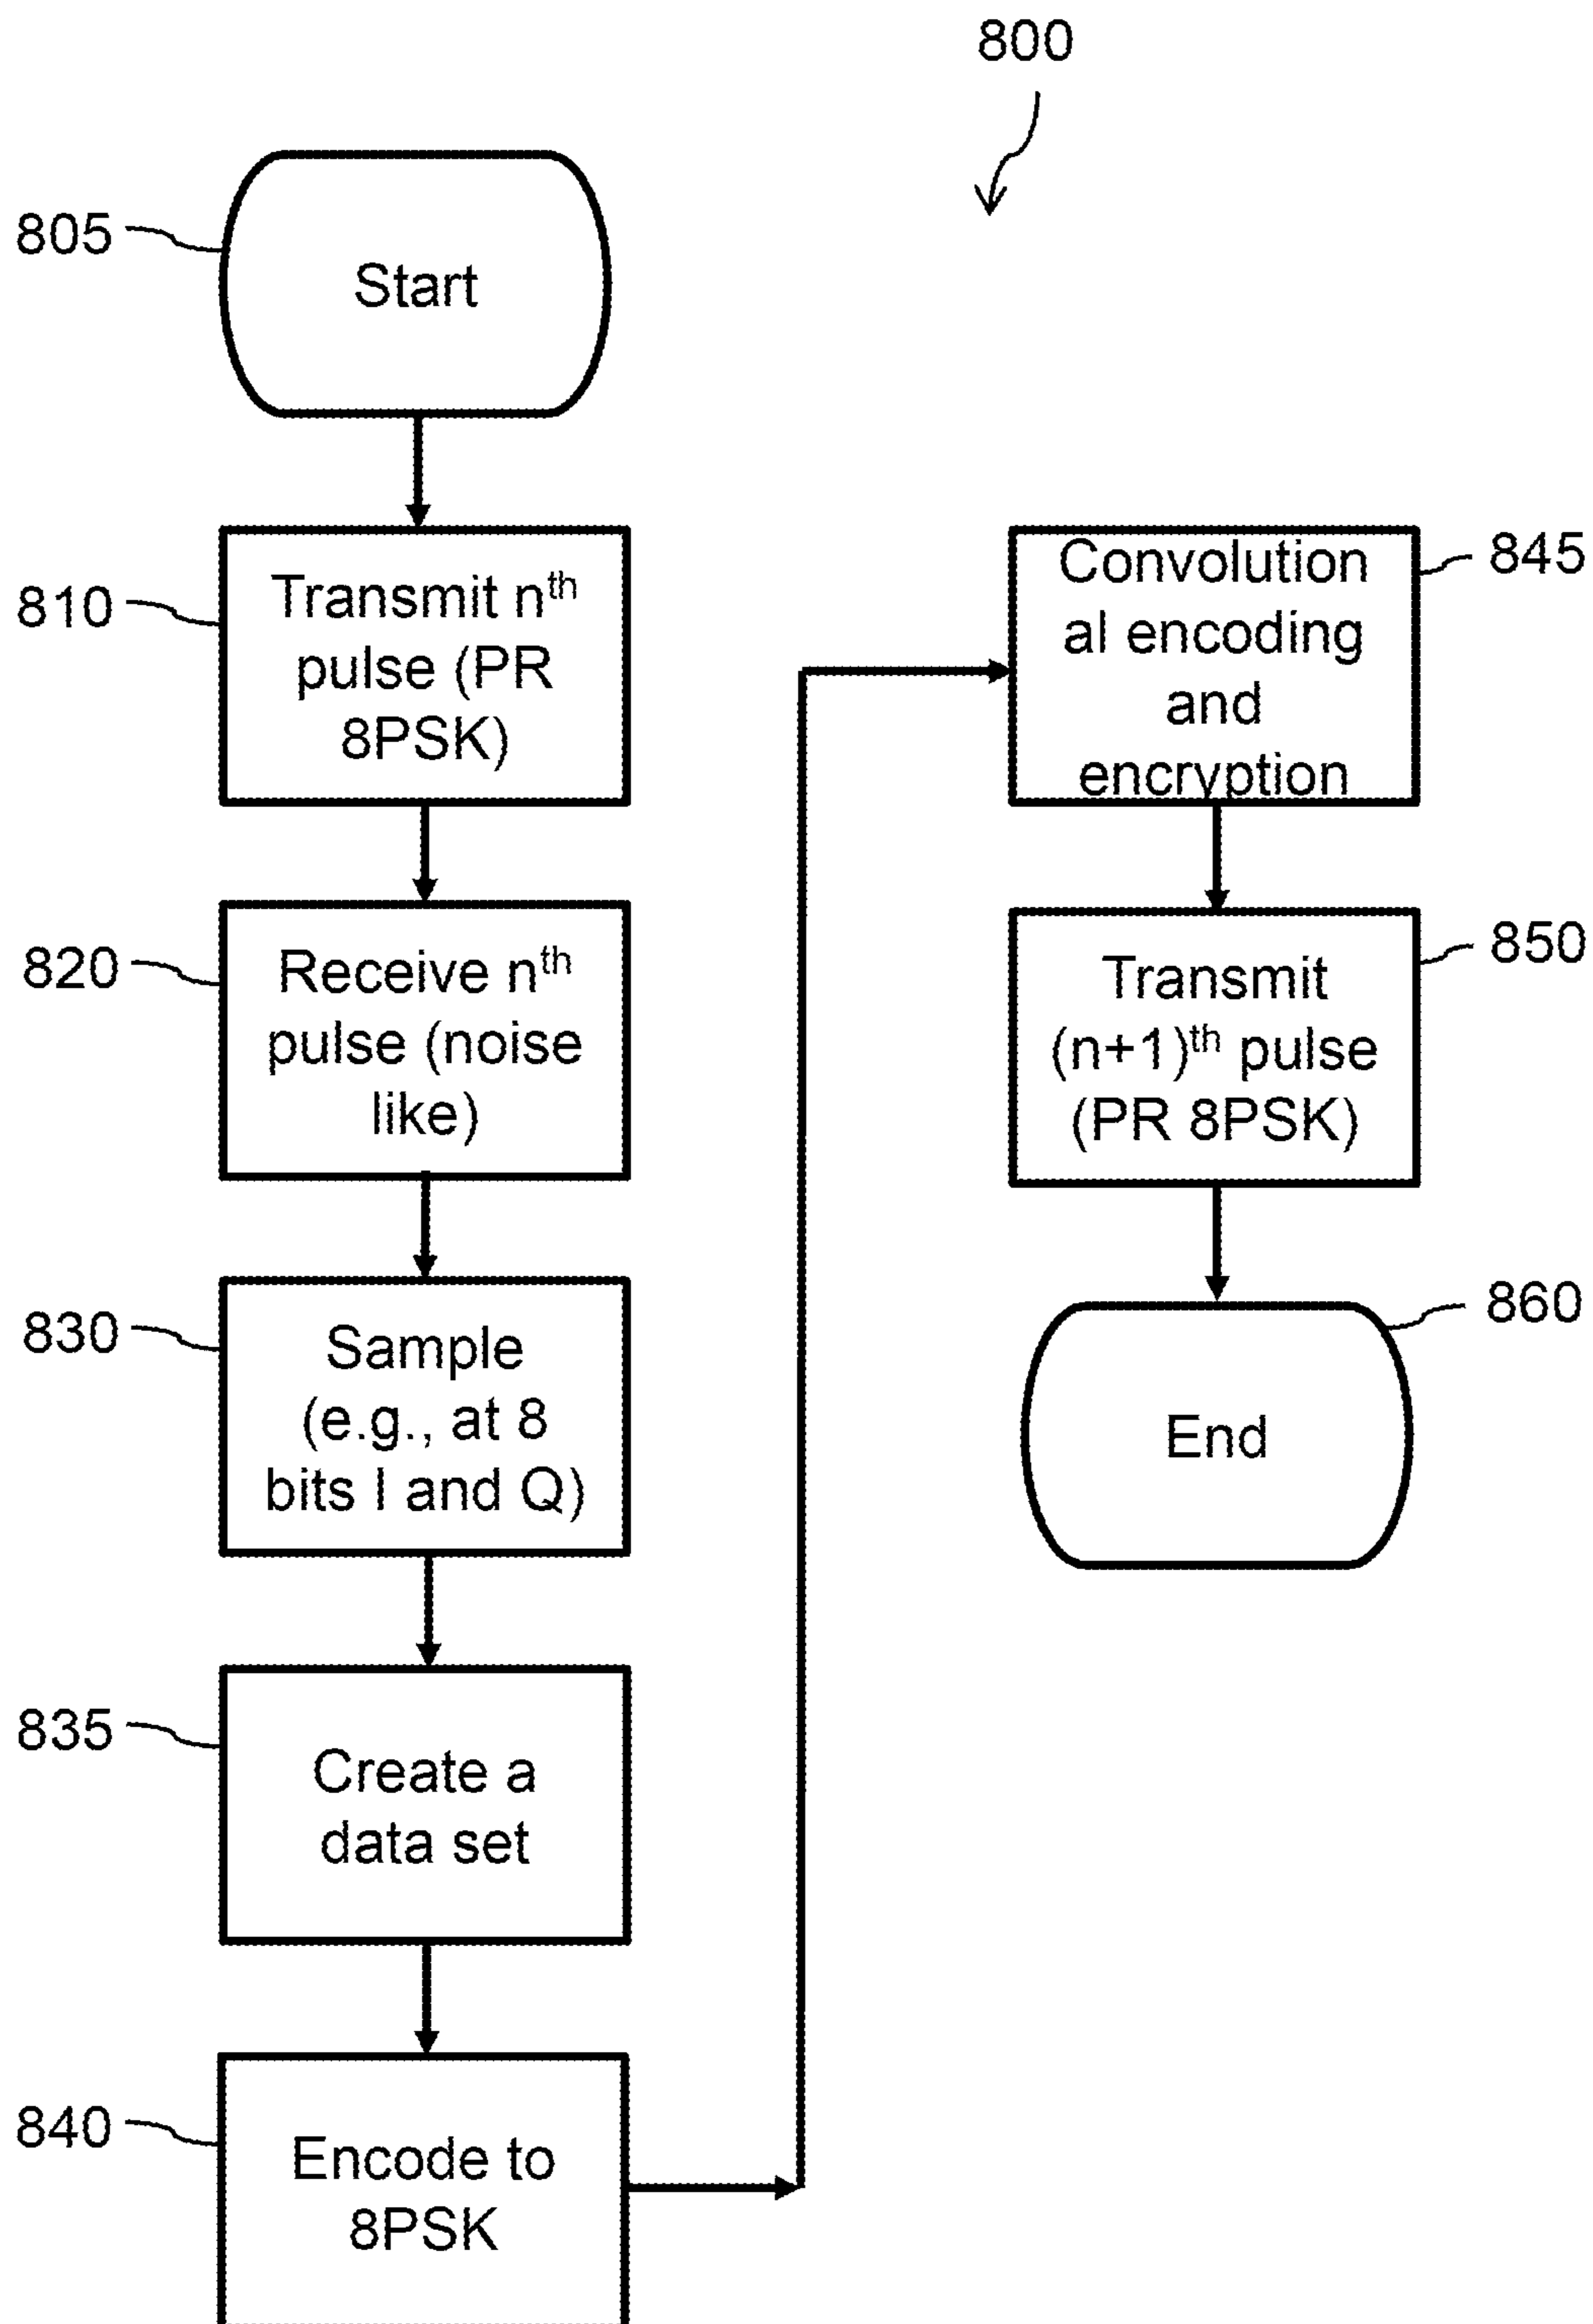 800
805
Start
810
Transmit nth
pulse (PR
8PSK)
820
Receive nth
pulse (noise
like)
830
Sample
(e.g., at 8
bits I and Q)
835
Create a
data set
840
Encode to
8PSK
845
Convolution
al encoding
and
encryption
850
Transmit
(n+1)th pulse
(PR 8PSK)
860
End